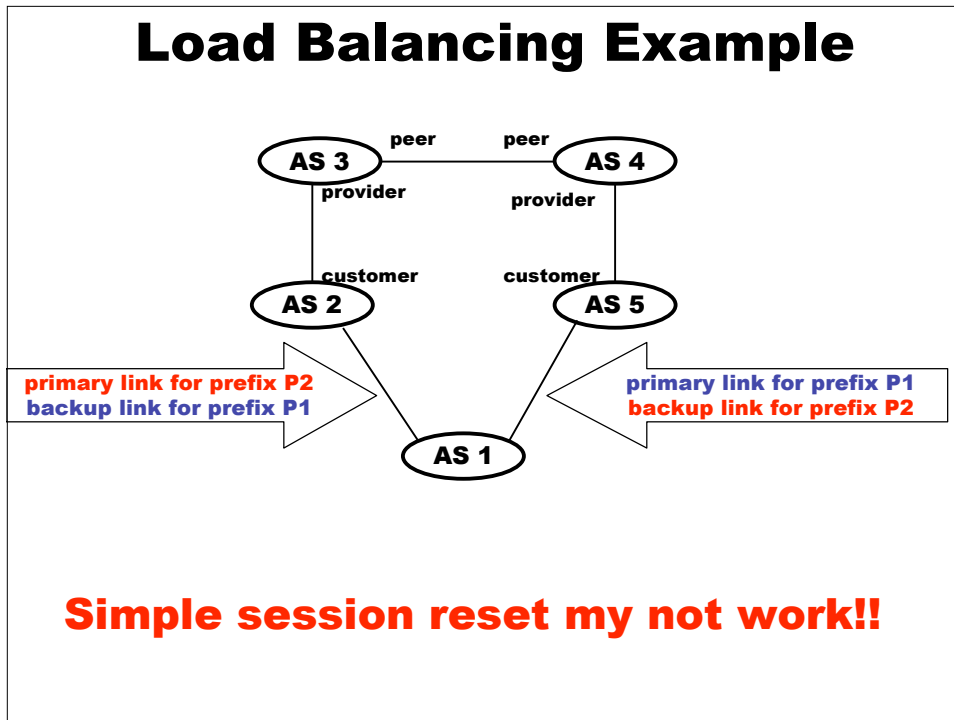 Load Balancing Example
peer peer
AS 3 AS 4
provider provider
customer customer
AS 2 AS 5
primary link for prefix P2
backup link for prefix P1
primary link for prefix P1
backup link for prefix P2
AS 1
Simple session reset my not work!!